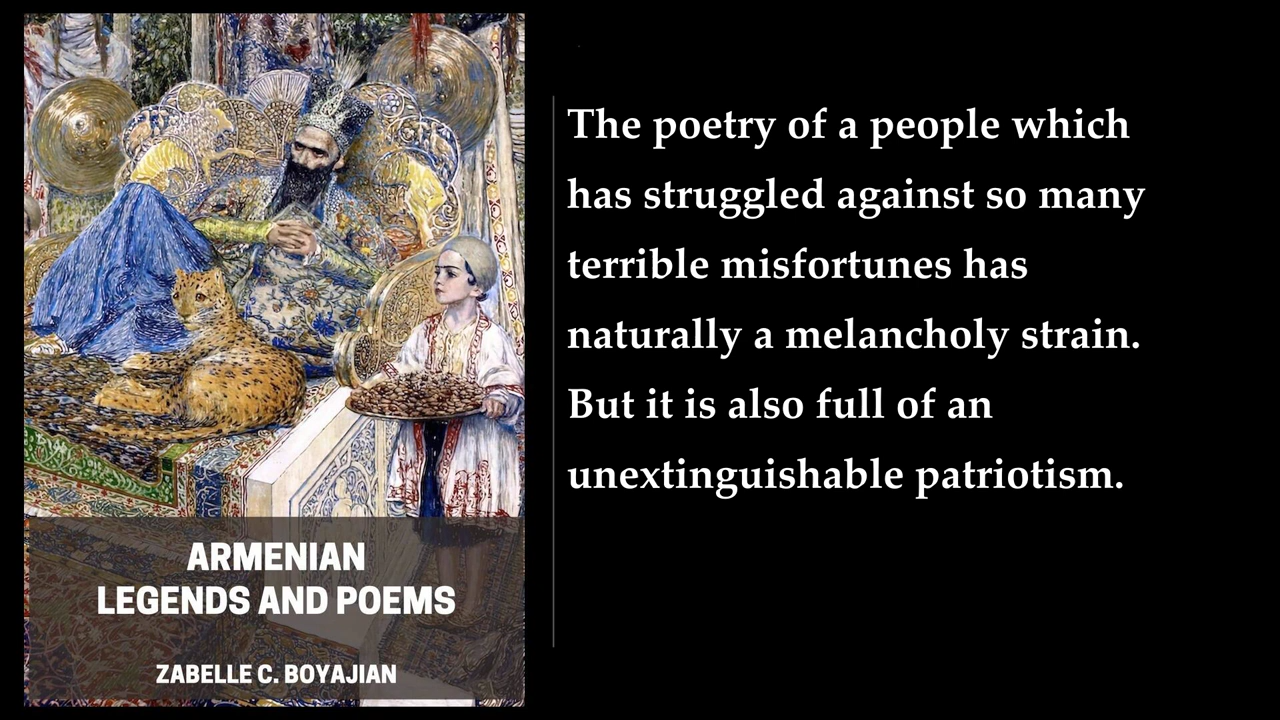 ARMENIAN
LEGENDS AND POEMS
ZABELLE C. BOYAJIAN
The poetry of a people which
has struggled against so many
terrible misfortunes has
naturally a melancholy strain.
But it is also full of an
unextinguishable patriotism.